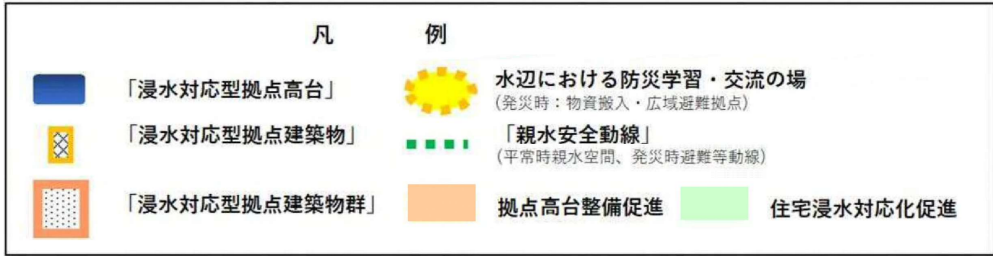 凡 例
「浸水対応型拠点高台」
水辺における防災学習・交流の場
(発災時：物資搬入・広域避難拠点)
「浸水対応型拠点建築物」
「親水安全動線」
(平常時親水空間、発災時避難等動線)
「浸水対応型拠点建築物群」
拠点高台整備促進
住宅浸水対応化促進